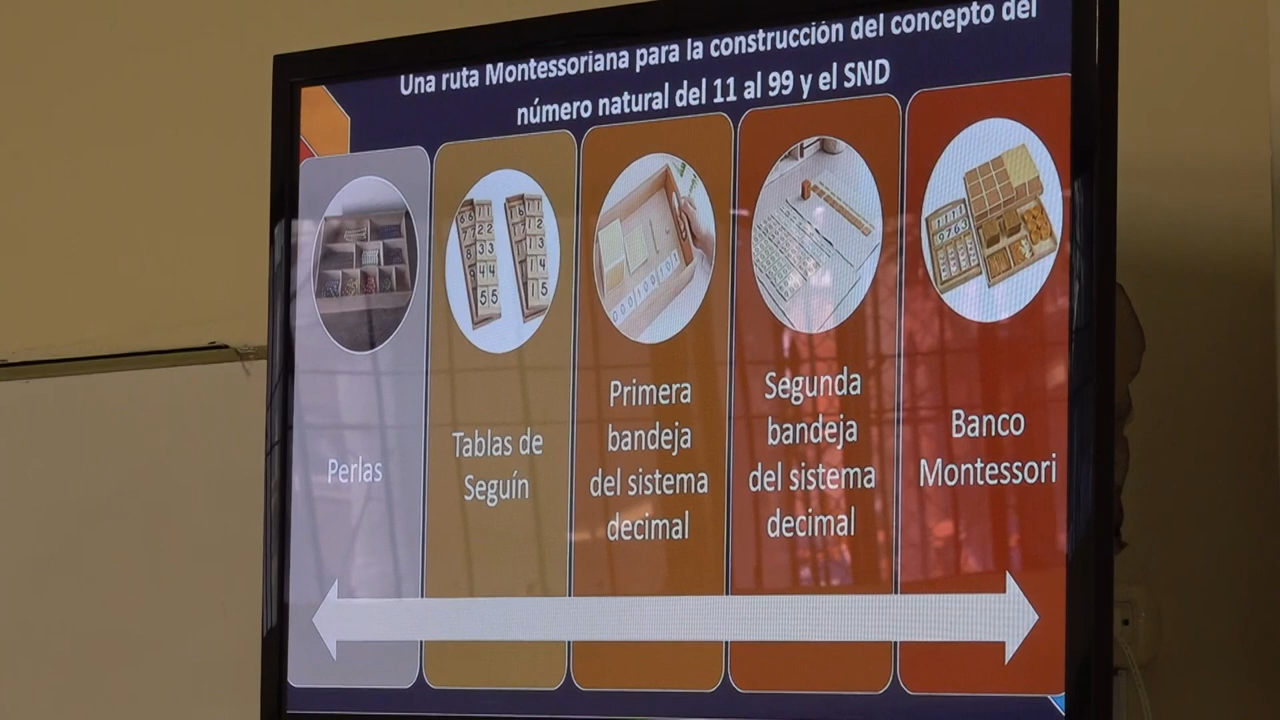 Una ruta Montessoriana para la construcción del concepto del
número natural del 11 al 99 y el SND
Perlas
Tablas de
Seguín
Primera
bandeja
del sistema
decimal
Segunda
bandeja
del sistema
decimal
Banco
Montessori